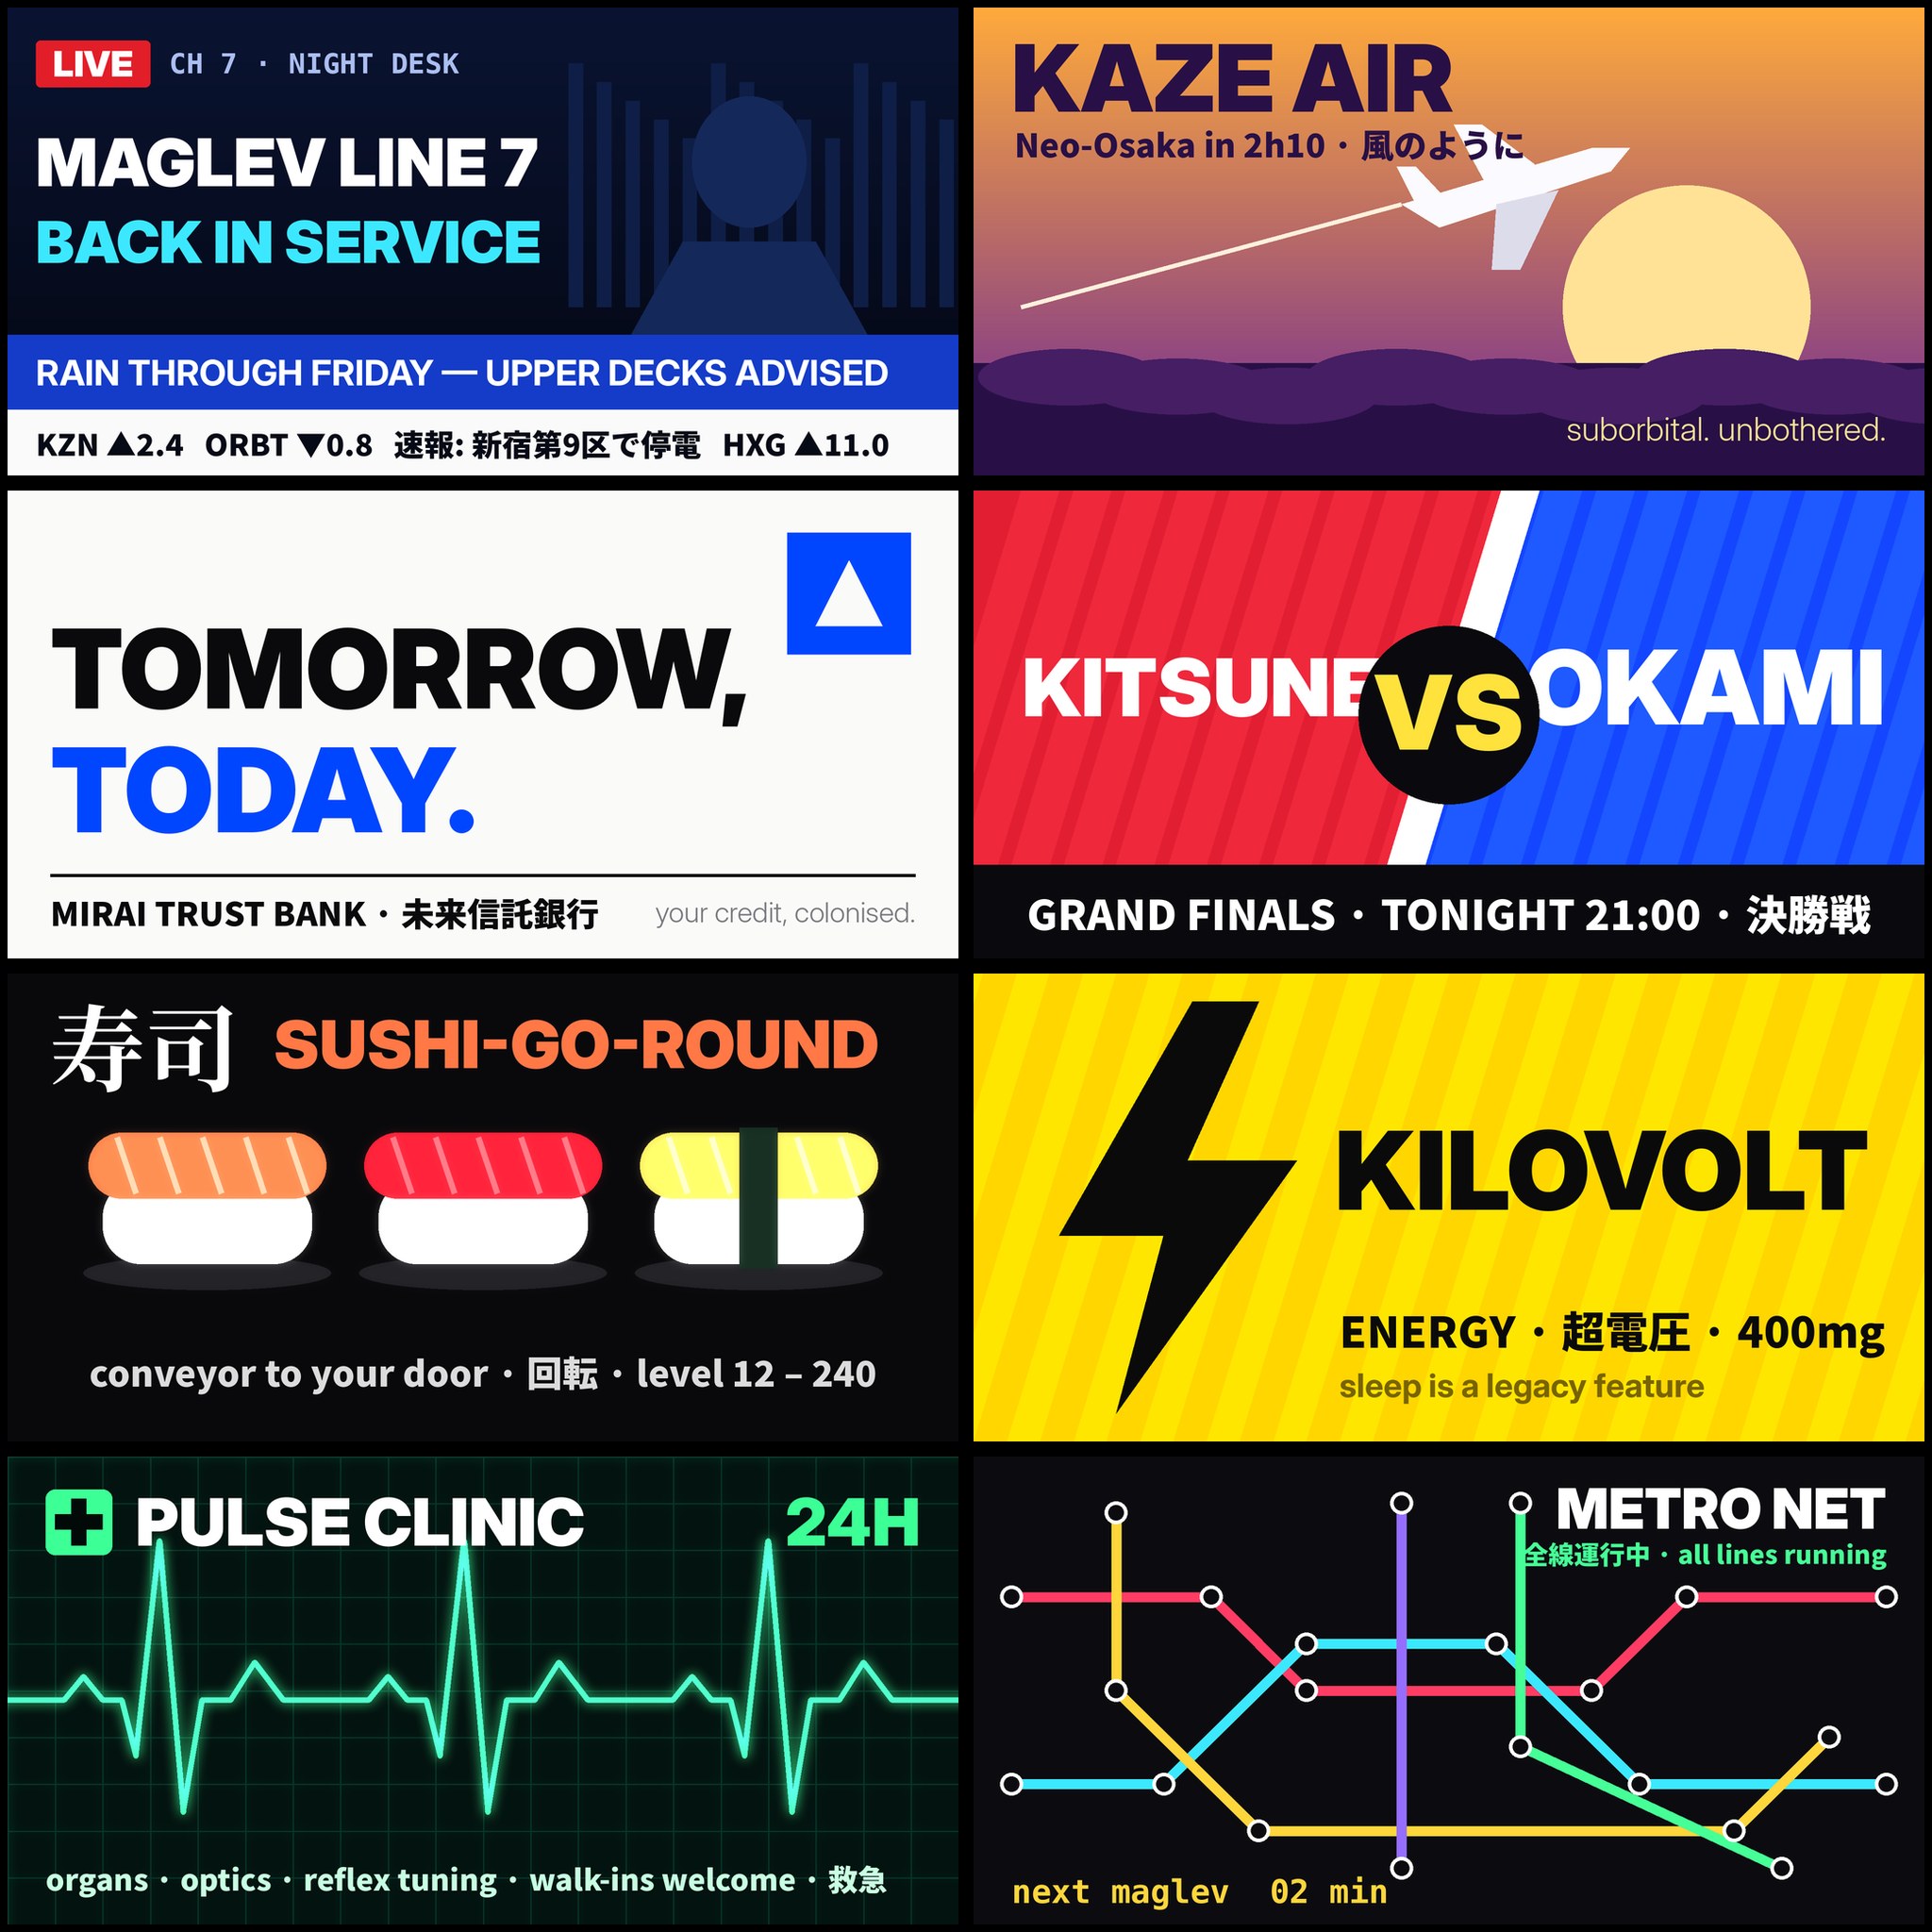 LIVE CH 7 · NIGHT DESK
MAGLEV LINE 7
BACK IN SERVICE
RAIN THROUGH FRIDAY — UPPER DECKS ADVISED
KZN ▲2.4 ORBT ▼0.8 速報: 新宿第9区で停電 HXG ▲11.0
KAZE AIR
Neo-Osaka in 2h10 · 風のように
suborbital. unbothered.
TOMORROW,
TODAY.
MIRAI TRUST BANK · 未来信託銀行
your credit, colonised.
KITSUNE VS OKAMI
GRAND FINALS · TONIGHT 21:00 · 決勝戦
寿司 SUSHI-GO-ROUND
conveyor to your door · 回転 · level 12 – 240
KILOVOLT
ENERGY · 超電圧 · 400mg
sleep is a legacy feature
PULSE CLINIC 24H
organs · optics · reflex tuning · walk-ins welcome · 救急
METRO NET
全線運行中 · all lines running
next maglev 02 min